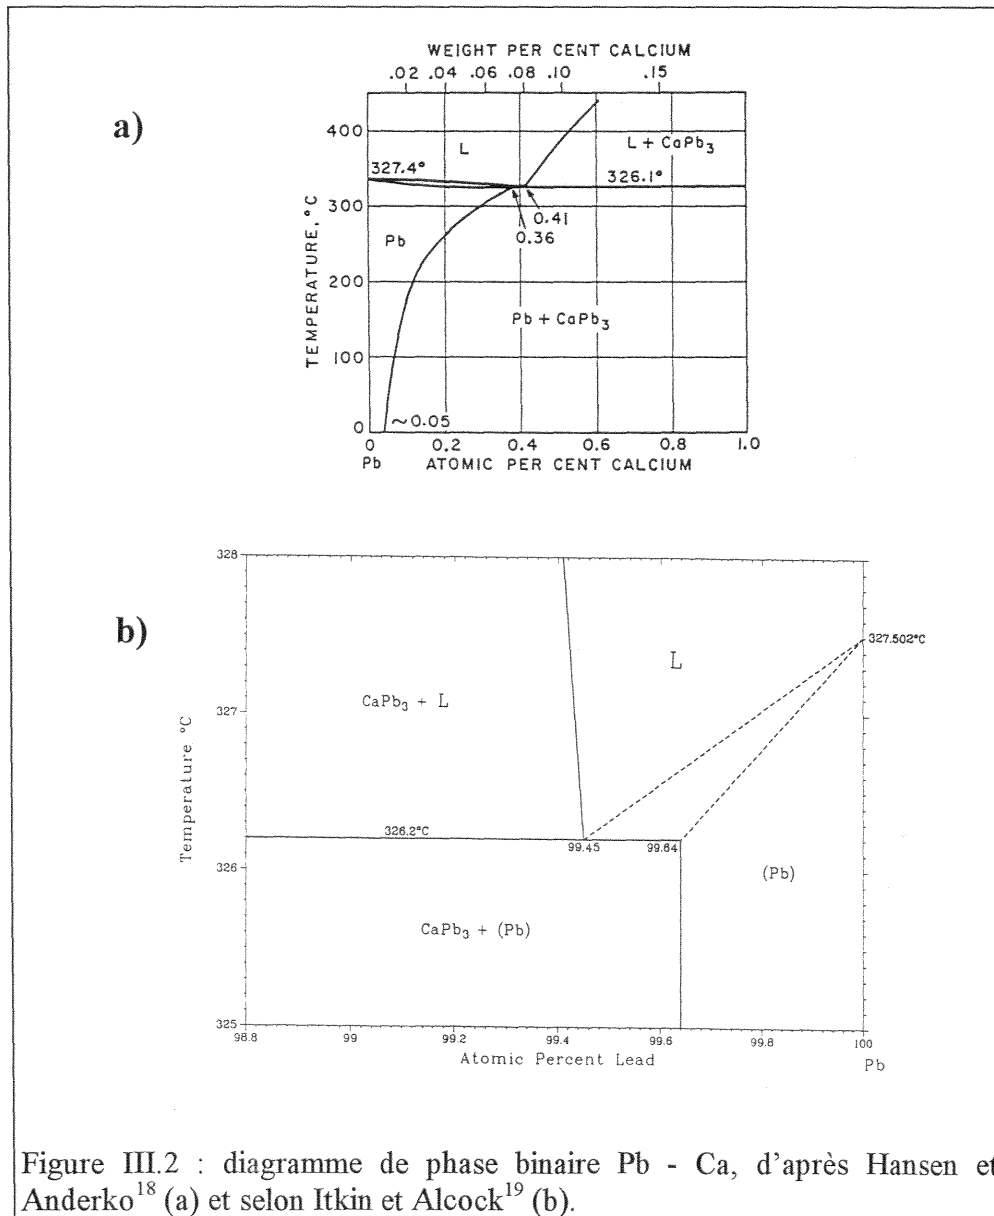 a)
WEIGHT PER CENT CALCIUM
.02 .04 .06 .08 .10 .15
400
L
L + CaPb3
327.4°
326.1°
300
0.41
0.36
Pb
200
Pb + CaPb3
100
~0.05
0
TEMPERATURE, °C
0 0.2 0.4 0.6 0.8 1.0
Pb ATOMIC PER CENT CALCIUM
b)
328
327.502°C
L
CaPb3 + L
327
326.2°C
99.45 99.64
326
(Pb)
CaPb3 + (Pb)
325
Temperature °C
98.8 99 99.2 99.4 99.6 99.8 100
Atomic Percent Lead
Pb
Figure III.2 : diagramme de phase binaire Pb - Ca, d'après Hansen et
Anderko18 (a) et selon Itkin et Alcock19 (b).